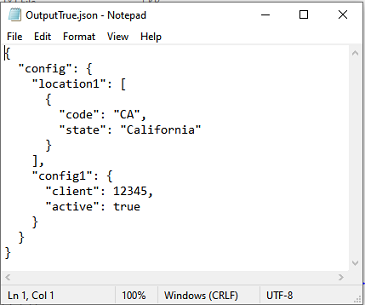 OutputTrue.json - Notepad
File Edit Format View Help
{
  "config": {
    "location1": [
      {
        "code": "CA",
        "state": "California"
      }
    ],
    "config1": {
      "client": 12345,
      "active": true
    }
  }
}
Ln 1, Col 1 100% Windows (CRLF) UTF-8